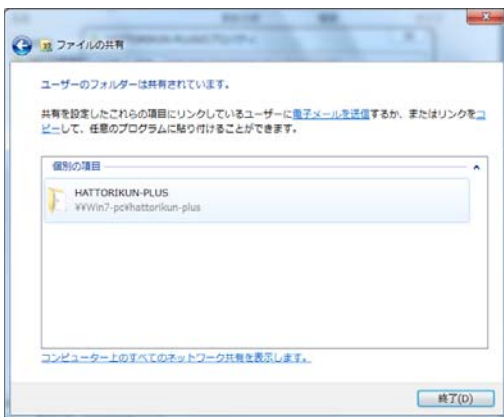 ファイルの共有
ユーザーのフォルダーは共有されています。
共有を設定したこれらの項目にリンクしているユーザーに電子メールを送信するか、またはリンクをコ
ピーして、任意のプログラムに貼り付けることができます。
個別の項目
HATTORIKUN-PLUS
¥¥Win7-pc¥hattorikun-plus
コンピューター上のすべてのネットワーク共有を表示します。
終了(D)